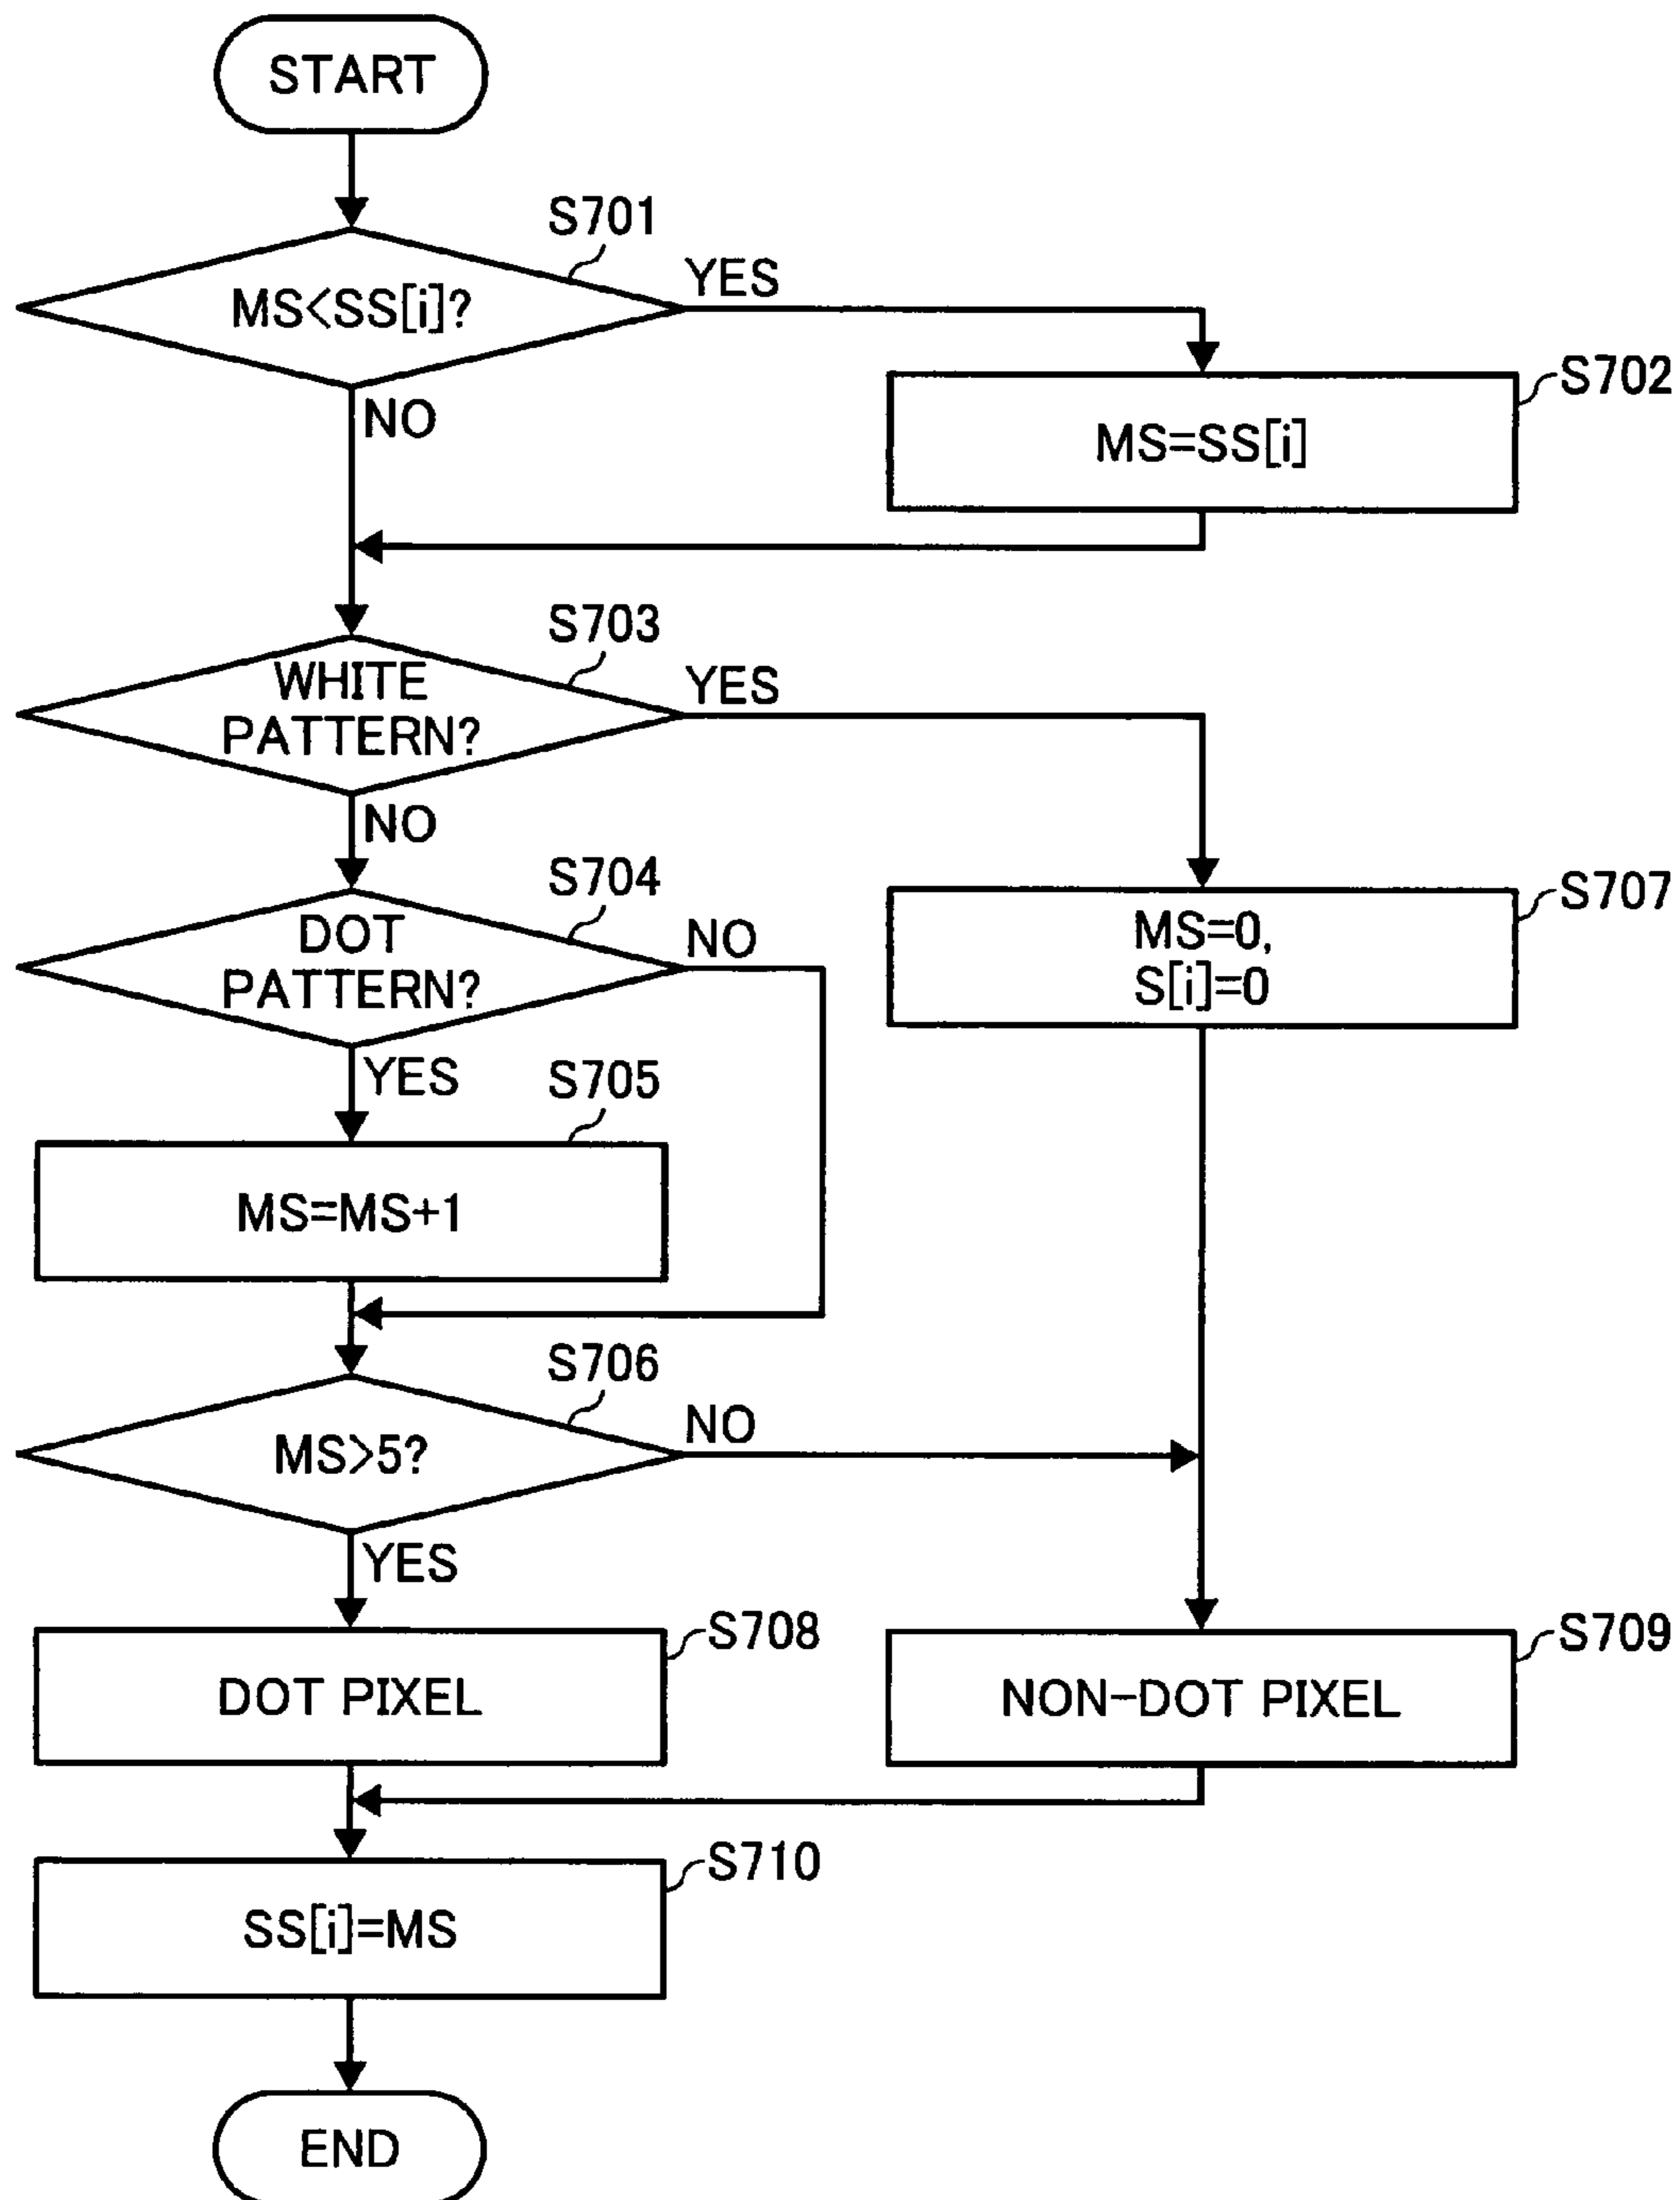 START
S701
MS<SS[i]?
YES
NO
S702
MS=SS[i]
S703
WHITE
PATTERN?
YES
NO
S704
DOT
PATTERN?
NO
YES
S707
MS=0,
S[i]=0
S705
MS=MS+1
S706
MS>5?
NO
YES
S708
DOT PIXEL
S709
NON-DOT PIXEL
S710
SS[i]=MS
END